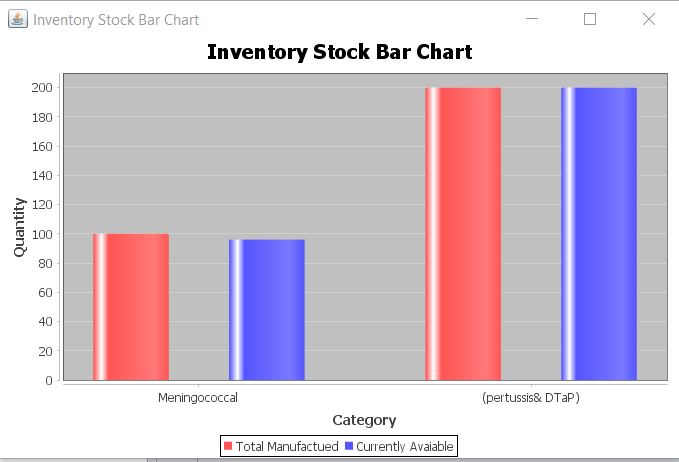 Inventory Stock Bar Chart
Inventory Stock Bar Chart
200
180
160
140
120
100
80
60
40
20
0
Quantity
Meningococcal (pertussis& DTaP)
Category
Total Manufactued Currently Avaiable